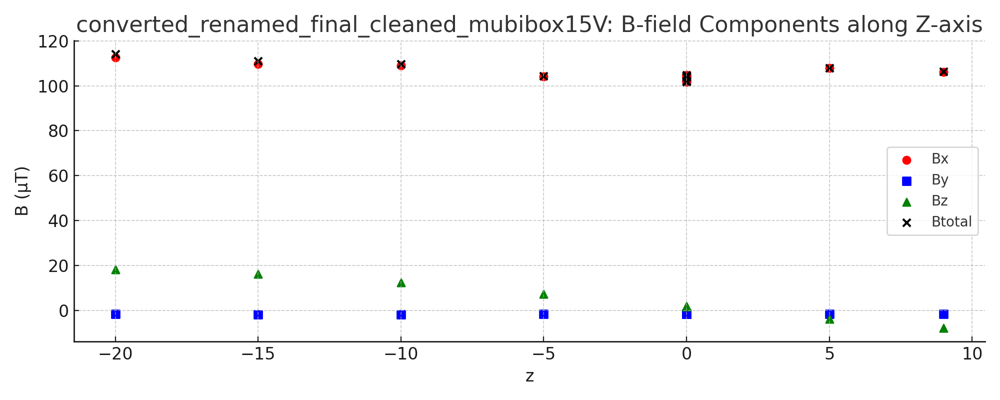 converted_renamed_final_cleaned_mubibox15V: B-field Components along Z-axis
120
100
80
60
40
20
0
B (μT)
Bx
By
Bz
Btotal
−20
−15
−10
−5
0
5
10
z